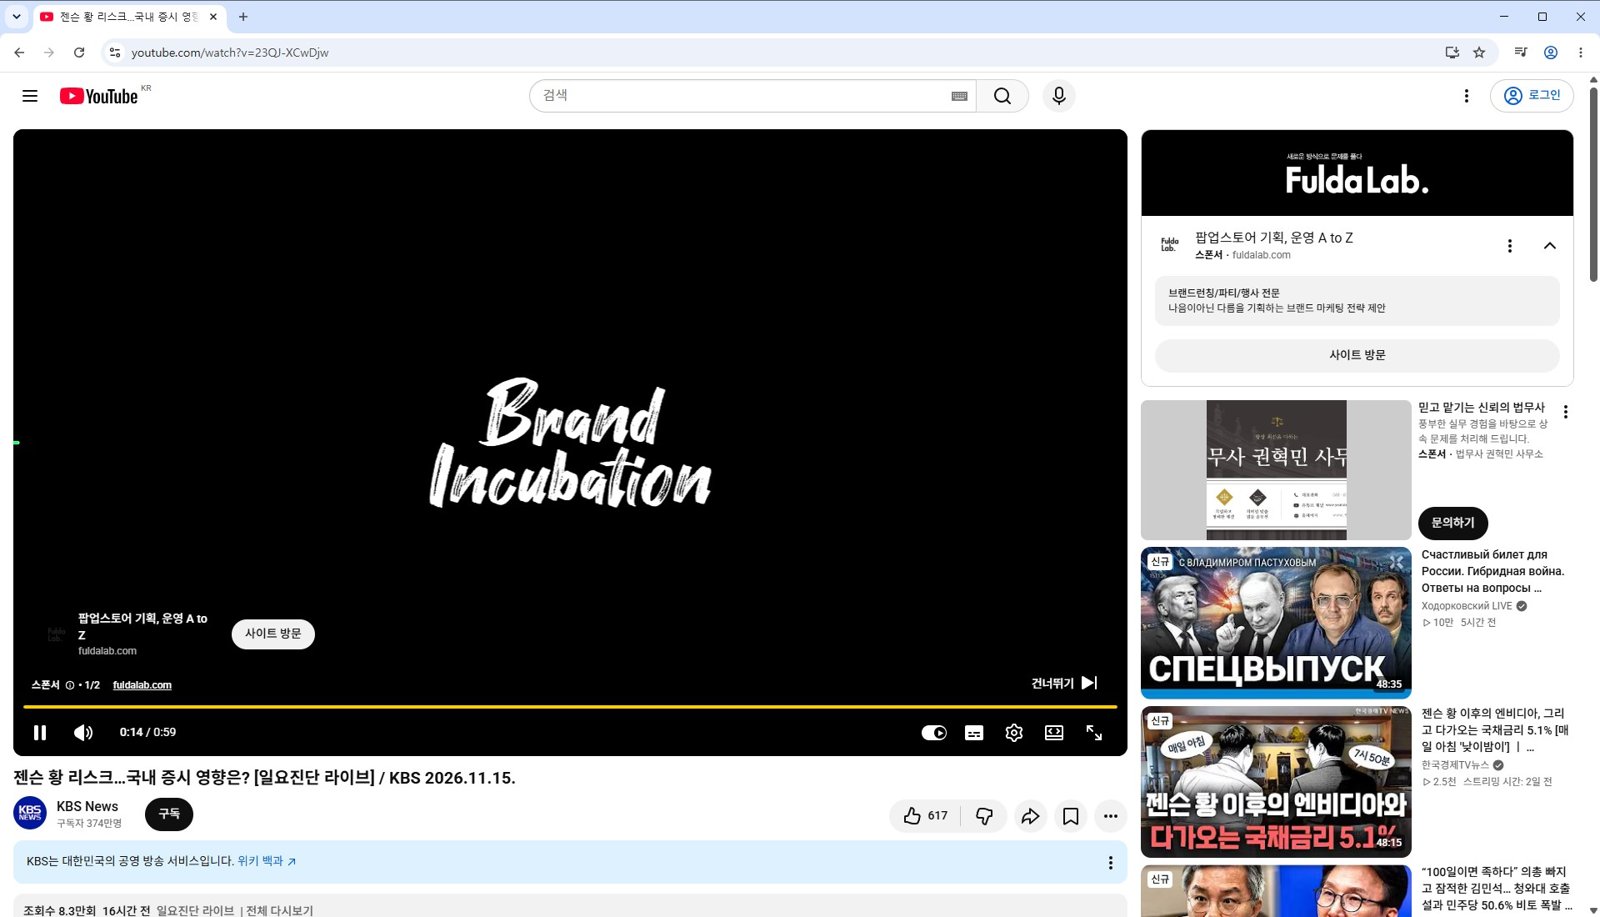 젠슨 황 리스크...국내 증시 영향
youtube.com/watch?v=23QJ-XCwDjw
YouTube KR
검색
로그인
Brand
Incubation
팝업스토어 기획, 운영 A to
Z
fuldalab.com
사이트 방문
스폰서 • 1/2 fuldalab.com
건너뛰기
0:14 / 0:59
젠슨 황 리스크...국내 증시 영향은? [일요진단 라이브] / KBS 2026.11.15.
KBS NEWS
KBS News
구독자 374만명
구독
617
KBS는 대한민국의 공영 방송 서비스입니다. 위키 백과
조회수 8.3만회 16시간 전 일요진단 라이브 | 전체 다시보기
새로운 방식으로 문제를 풀다
Fulda Lab.
Fulda
Lab.
팝업스토어 기획, 운영 A to Z
스폰서 · fuldalab.com
브랜드런칭/파티/행사 전문
나음이아닌 다름을 기획하는 브랜드 마케팅 전략 제안
사이트 방문
무사 권혁민 사무
믿고 맡기는 신뢰의 법무사
풍부한 실무 경험을 바탕으로 상
속 문제를 처리해 드립니다.
스폰서 · 법무사 권혁민 사무소
문의하기
신규
С ВЛАДИМИРОМ ПАСТУХОВЫМ
СПЕЦВЫПУСК
48:35
Счастливый билет для
России. Гибридная война.
Ответы на вопросы ...
Ходорковский LIVE
10만 5시간 전
신규
한국경제TV NEWS
매일 아침
7시 50분
젠슨 황 이후의 엔비디아와
다가오는 국채금리 5.1%
48:15
젠슨 황 이후의 엔비디아, 그리
고 다가오는 국채금리 5.1% [매
일 아침 '낮이밤이'] ㅣ ...
한국경제TV뉴스
2.5천 스트리밍 시간: 2일 전
신규
“100일이면 족하다” 의총 빠지
고 잠적한 김민석... 청와대 호출
설과 민주당 50.6% 비토 폭발 ...